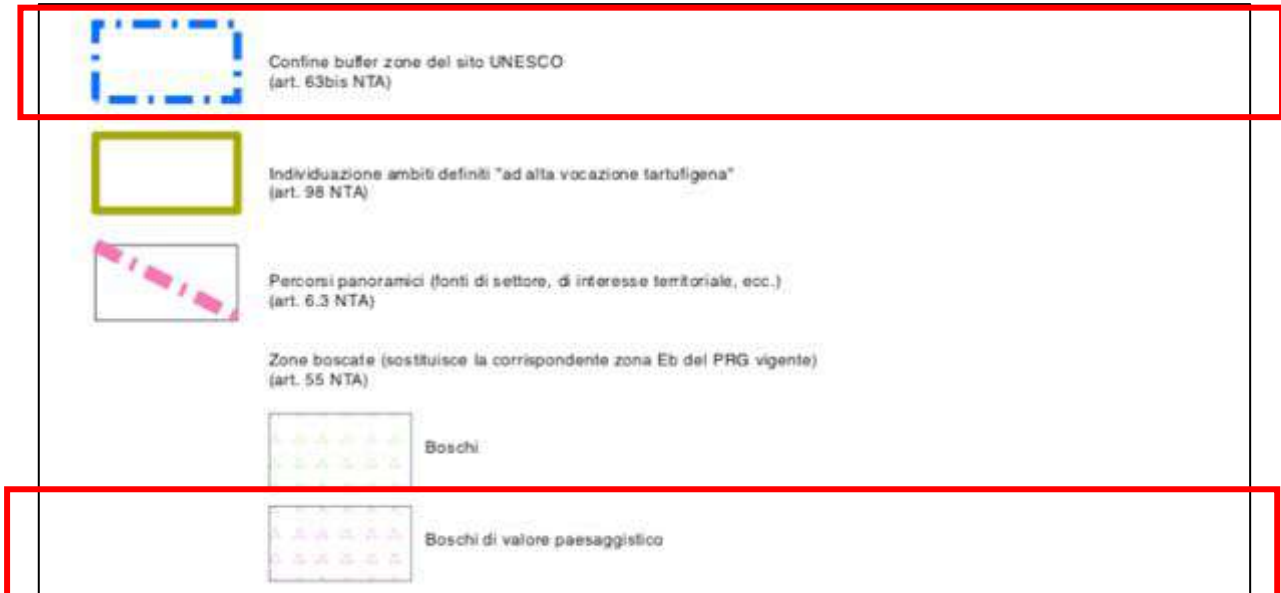 Confine buffer zone del sito UNESCO
(art. 63bis NTA)
Individuazione ambiti definiti "ad alta vocazione tartufigena"
(art. 98 NTA)
Percorsi panoramici (fonti di settore, di interesse territoriale, ecc.)
(art. 6.3 NTA)
Zone boscate (sostituisce la corrispondente zona Eb del PRG vigente)
(art. 55 NTA)
Boschi
Boschi di valore paesaggistico